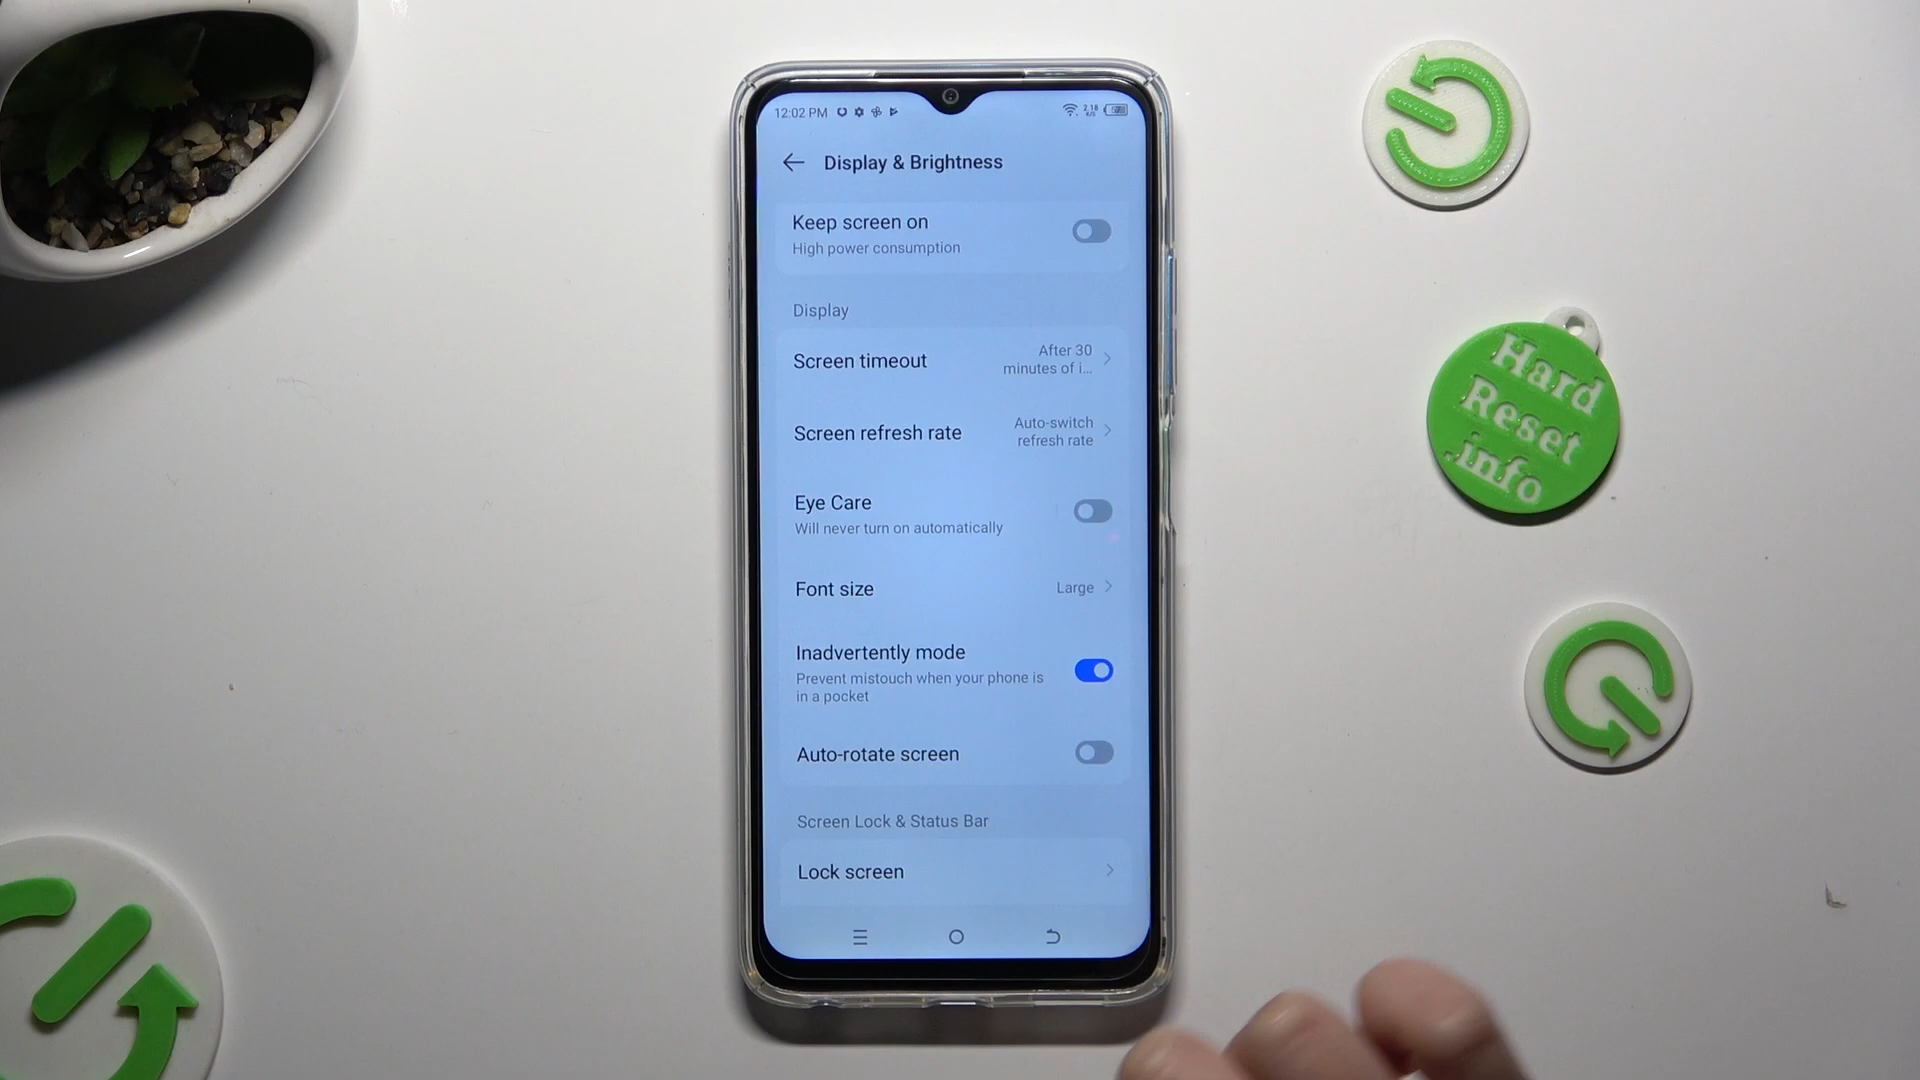 12:02 PM
2.18
Display & Brightness
Keep screen on
High power consumption
Display
Screen timeout
After 30
minutes of i...
Screen refresh rate
Auto-switch
refresh rate
Eye Care
Will never turn on automatically
Font size
Large
Inadvertently mode
Prevent mistouch when your phone is
in a pocket
Auto-rotate screen
Screen Lock & Status Bar
Lock screen
Hard
Reset
.info